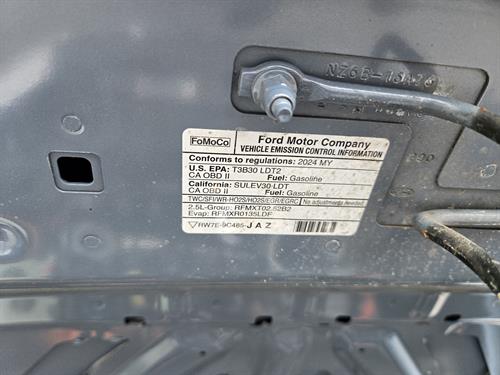 FoMoCo
Ford Motor Company
VEHICLE EMISSION CONTROL INFORMATION
Conforms to regulations: 2024 MY
U.S. EPA: T3B30 LDT2
CA OBD II Fuel: Gasoline
California: SULEV30 LDT
CA OBD II Fuel: Gasoline
TWC/SFI/WR-HO2S/HO2S/EGR/EGRC No adjustments needed
2.5L-Group: RFMXT02.52B2
Evap: RFMXR0135LDF
RW7E-9C485-JAZ